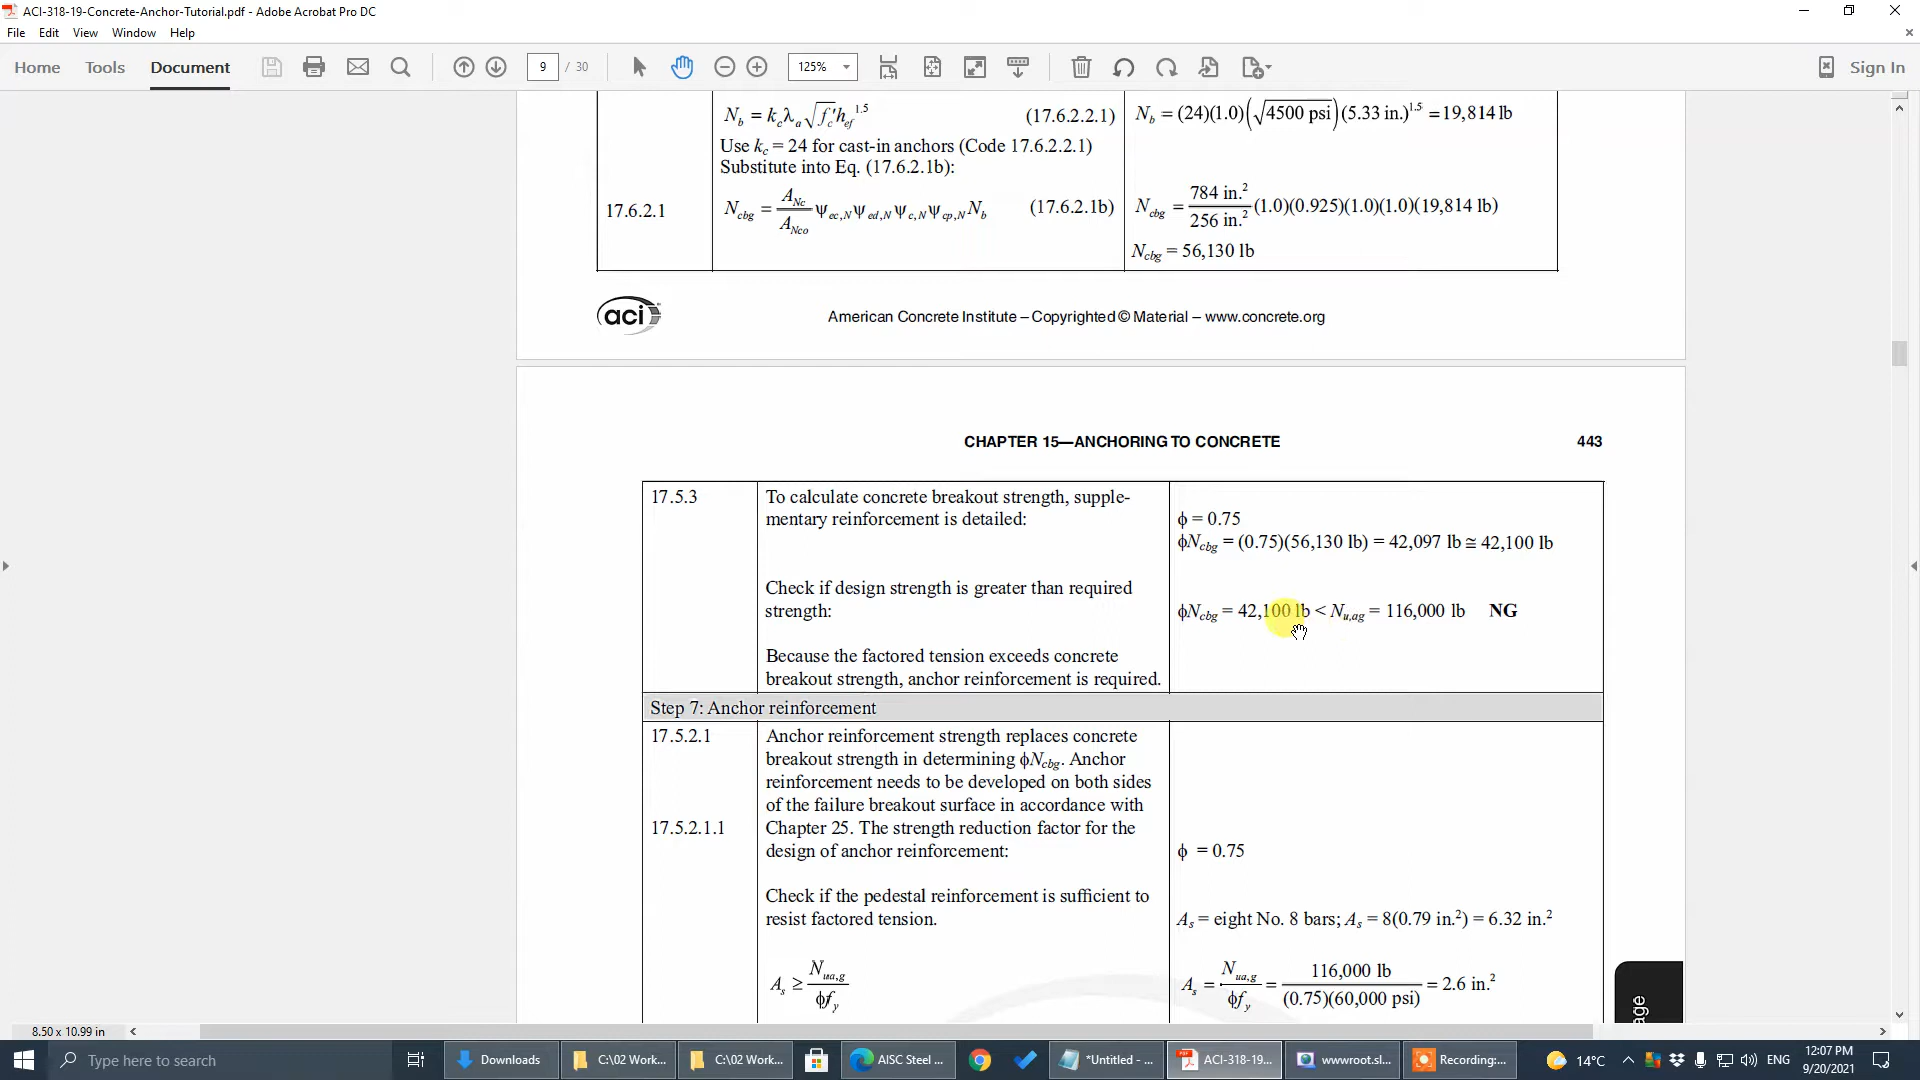 ACI-318-19-Concrete-Anchor-Tutorial.pdf - Adobe Acrobat Pro DC
File Edit View Window Help
Home Tools Document 9 / 30 125% Sign In
N_b = k_c λ_a √f_c′ h_ef^1.5 (17.6.2.2.1)
N_b = (24)(1.0)(√4500 psi)(5.33 in.)^1.5 = 19,814 lb
Use k_c = 24 for cast-in anchors (Code 17.6.2.2.1)
Substitute into Eq. (17.6.2.1b):
17.6.2.1
N_cbg = A_Nc / A_Nco ψ_ec,N ψ_ed,N ψ_c,N ψ_cp,N N_b (17.6.2.1b)
N_cbg = 784 in.² / 256 in.² (1.0)(0.925)(1.0)(1.0)(19,814 lb)
N_cbg = 56,130 lb
aci
American Concrete Institute – Copyrighted © Material – www.concrete.org
CHAPTER 15—ANCHORING TO CONCRETE 443
17.5.3
To calculate concrete breakout strength, supple-
mentary reinforcement is detailed:
ϕ = 0.75
ϕN_cbg = (0.75)(56,130 lb) = 42,097 lb ≅ 42,100 lb
Check if design strength is greater than required
strength:
ϕN_cbg = 42,100 lb < N_u,ag = 116,000 lb NG
Because the factored tension exceeds concrete
breakout strength, anchor reinforcement is required.
Step 7: Anchor reinforcement
17.5.2.1
Anchor reinforcement strength replaces concrete
breakout strength in determining ϕN_cbg. Anchor
reinforcement needs to be developed on both sides
of the failure breakout surface in accordance with
17.5.2.1.1
Chapter 25. The strength reduction factor for the
design of anchor reinforcement:
ϕ = 0.75
Check if the pedestal reinforcement is sufficient to
resist factored tension.
A_s = eight No. 8 bars; A_s = 8(0.79 in.²) = 6.32 in.²
A_s ≥ N_ua,g / ϕf_y
A_s = N_ua,g / ϕf_y = 116,000 lb / (0.75)(60,000 psi) = 2.6 in.²
age
8.50 x 10.99 in
Type here to search
Downloads
C:\02 Work...
C:\02 Work...
AISC Steel ...
*Untitled - ...
ACI-318-19...
wwwroot.sl...
Recording:...
14°C
ENG
12:07 PM
9/20/2021